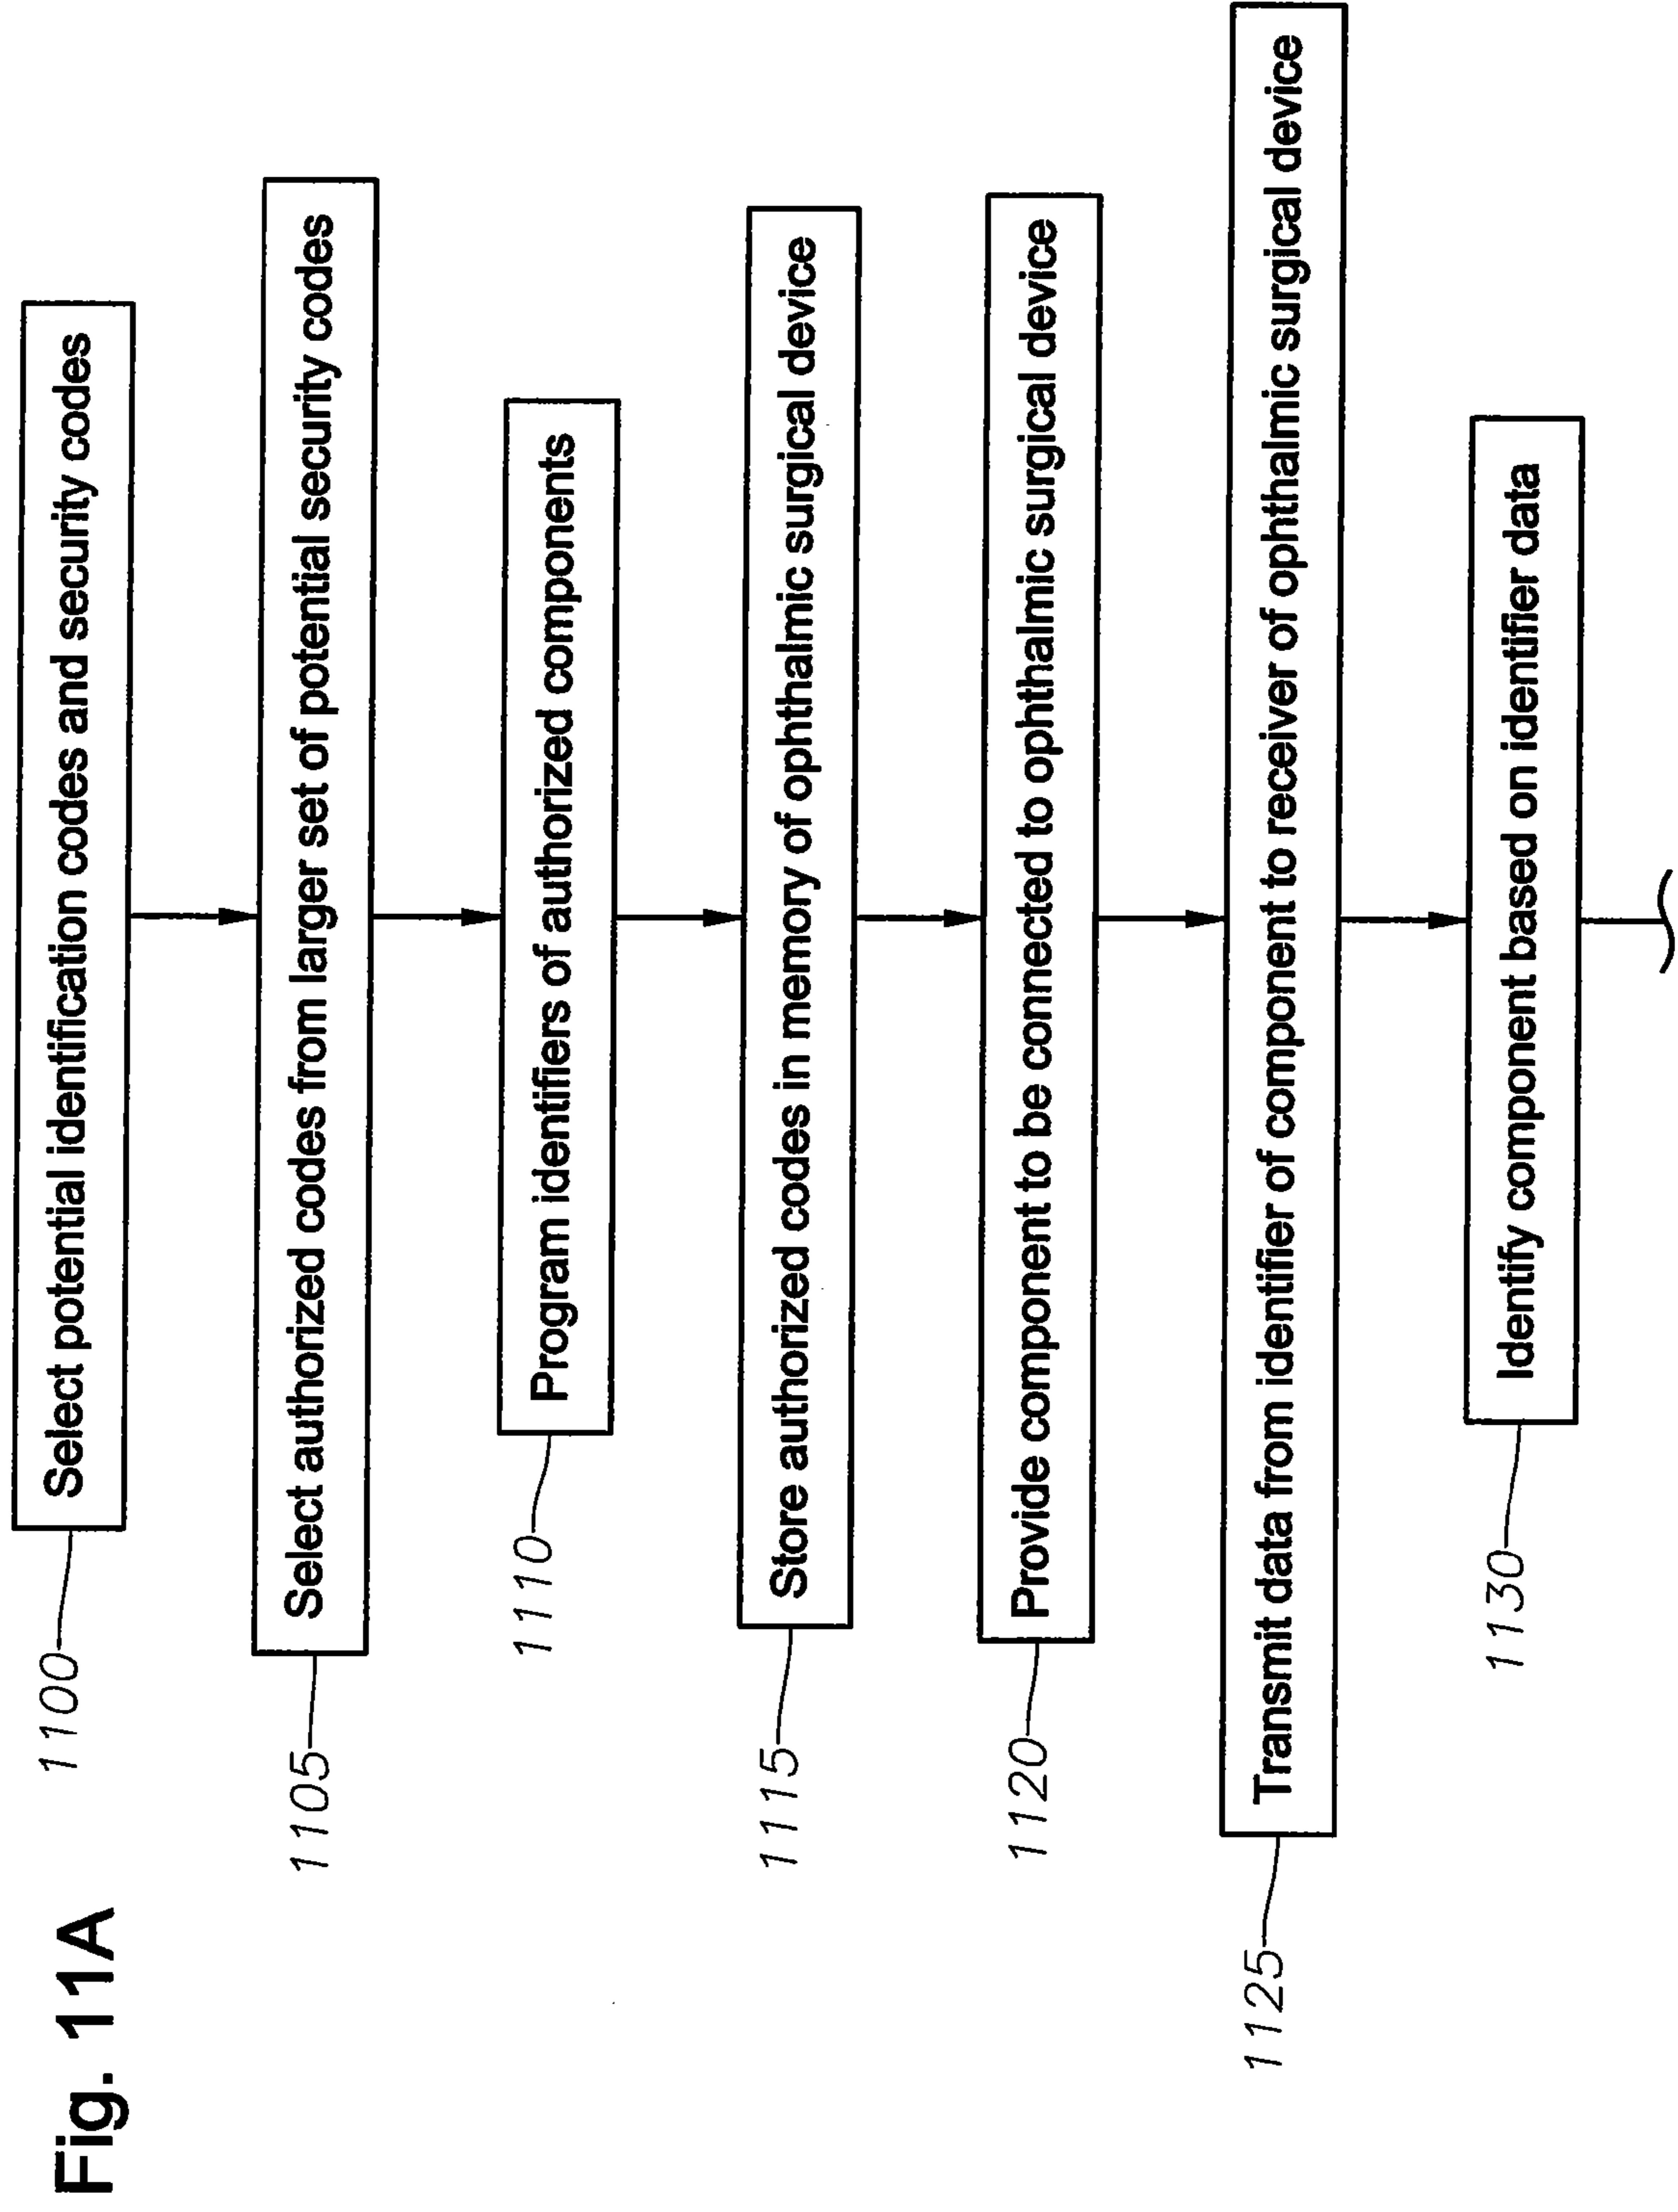 Fig. 11A
1100
Select potential identification codes and security codes
1105
Select authorized codes from larger set of potential security codes
1110
Program identifiers of authorized components
1115
Store authorized codes in memory of ophthalmic surgical device
1120
Provide component to be connected to ophthalmic surgical device
1125
Transmit data from identifier of component to receiver of ophthalmic surgical device
1130
Identify component based on identifier data